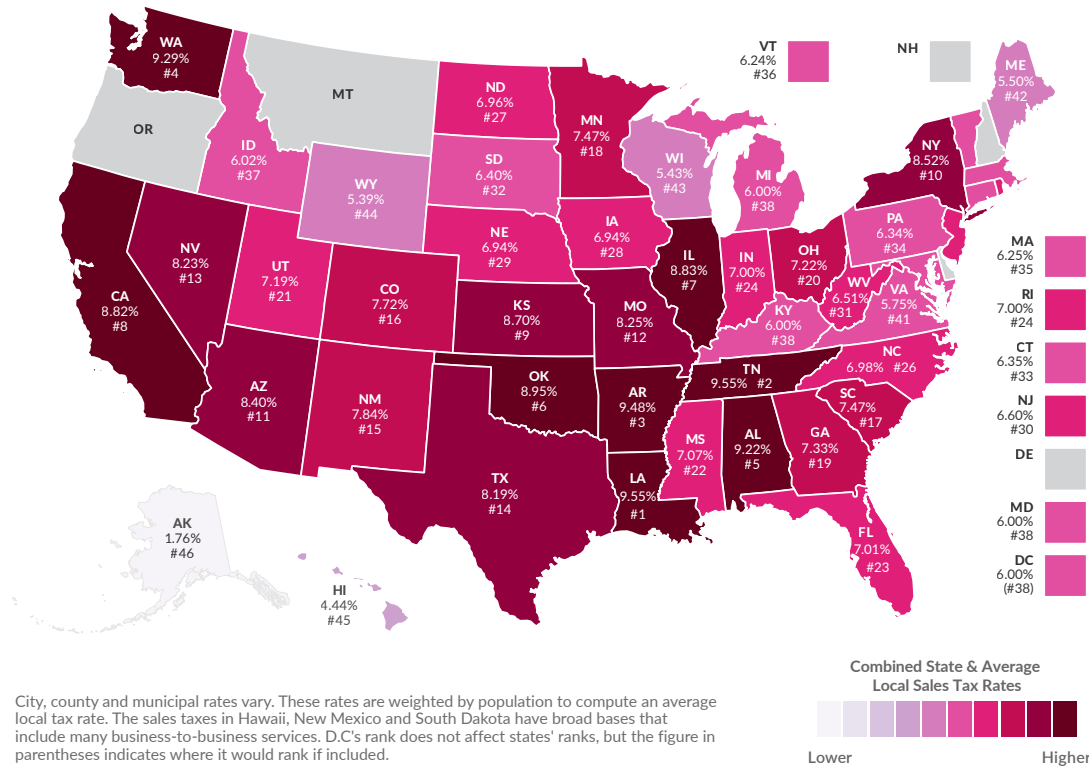 WA
9.29%
#4
MT
OR
ID
6.02%
#37
WY
5.39%
#44
ND
6.96%
#27
SD
6.40%
#32
NE
6.94%
#29
MN
7.47%
#18
IA
6.94%
#28
WI
5.43%
#43
MI
6.00%
#38
VT
6.24%
#36
NH
ME
5.50%
#42
NY
8.52%
#10
PA
6.34%
#34
NV
8.23%
#13
UT
7.19%
#21
CO
7.72%
#16
CA
8.82%
#8
KS
8.70%
#9
MO
8.25%
#12
IL
8.83%
#7
IN
7.00%
#24
OH
7.22%
#20
WV
6.51%
#31
VA
5.75%
#41
KY
6.00%
#38
AZ
8.40%
#11
NM
7.84%
#15
OK
8.95%
#6
AR
9.48%
#3
TN
9.55% #2
NC
6.98% #26
SC
7.47%
#17
MS
7.07%
#22
AL
9.22%
#5
GA
7.33%
#19
TX
8.19%
#14
LA
9.55%
#1
FL
7.01%
#23
AK
1.76%
#46
HI
4.44%
#45
MA
6.25%
#35
RI
7.00%
#24
CT
6.35%
#33
NJ
6.60%
#30
DE
MD
6.00%
#38
DC
6.00%
(#38)
City, county and municipal rates vary. These rates are weighted by population to compute an average
local tax rate. The sales taxes in Hawaii, New Mexico and South Dakota have broad bases that
include many business-to-business services. D.C's rank does not affect states' ranks, but the figure in
parentheses indicates where it would rank if included.
Combined State & Average
Local Sales Tax Rates
Lower
Higher